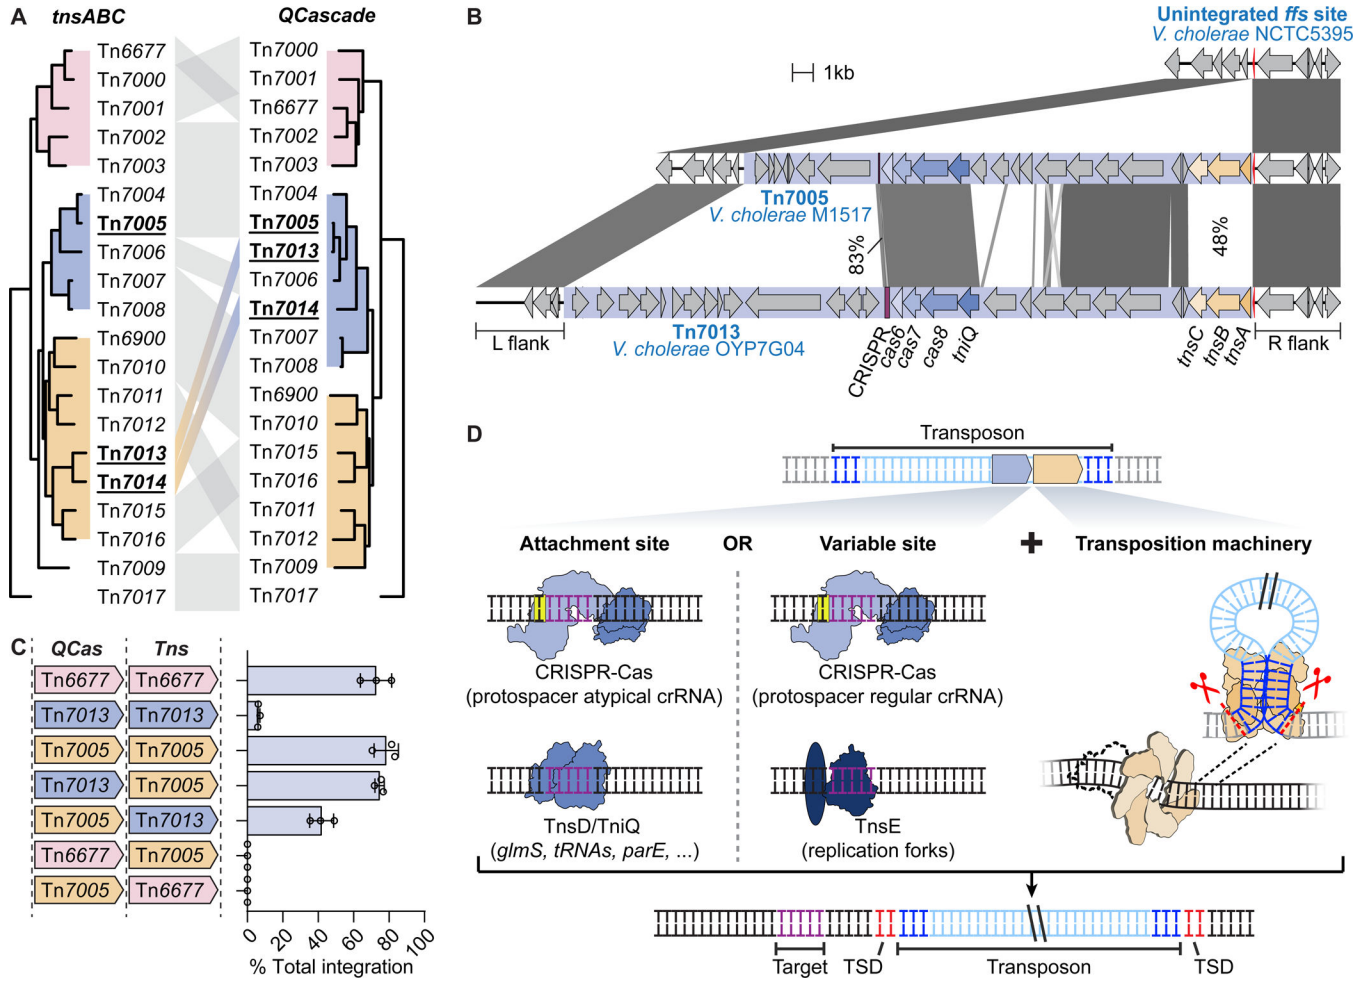 A
tnsABC
QCascade
Tn6677
Tn7000
Tn7001
Tn7002
Tn7003
Tn7004
Tn7005
Tn7006
Tn7007
Tn7008
Tn6900
Tn7010
Tn7011
Tn7012
Tn7013
Tn7014
Tn7015
Tn7016
Tn7009
Tn7017
Tn7000
Tn7001
Tn6677
Tn7002
Tn7003
Tn7004
Tn7005
Tn7013
Tn7006
Tn7014
Tn7007
Tn7008
Tn6900
Tn7010
Tn7015
Tn7016
Tn7011
Tn7012
Tn7009
Tn7017
B
Unintegrated ffs site
V. cholerae NCTC5395
1kb
Tn7005
V. cholerae M1517
83%
48%
Tn7013
V. cholerae OYP7G04
L flank
CRISPR
cas6
cas7
cas8
tniQ
tnsC
tnsB
tnsA
R flank
C
QCas
Tns
Tn6677 Tn6677
Tn7013 Tn7013
Tn7005 Tn7005
Tn7013 Tn7005
Tn7005 Tn7013
Tn6677 Tn7005
Tn7005 Tn6677
0 20 40 60 80 100
% Total integration
D
Transposon
Attachment site OR Variable site + Transposition machinery
CRISPR-Cas
(protospacer atypical crRNA)
CRISPR-Cas
(protospacer regular crRNA)
TnsD/TniQ
(glmS, tRNAs, parE, ...)
TnsE
(replication forks)
Target TSD Transposon TSD